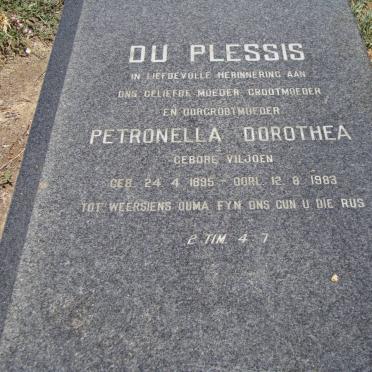 DU PLESSIS
IN LIEFDEVOLLE HERINNERING AAN
ONS GELIEFDE MOEDER GROOTMOEDER
EN OORGROOTMOEDER
PETRONELLA DOROTHEA
GEBORE VILJOEN
GEB. 24. 4. 1895 - OORL. 12. 8. 1983
TOT WEERSIENS OUMA FYN ONS GUN U DIE RUS
2 TIM. 4 : 7